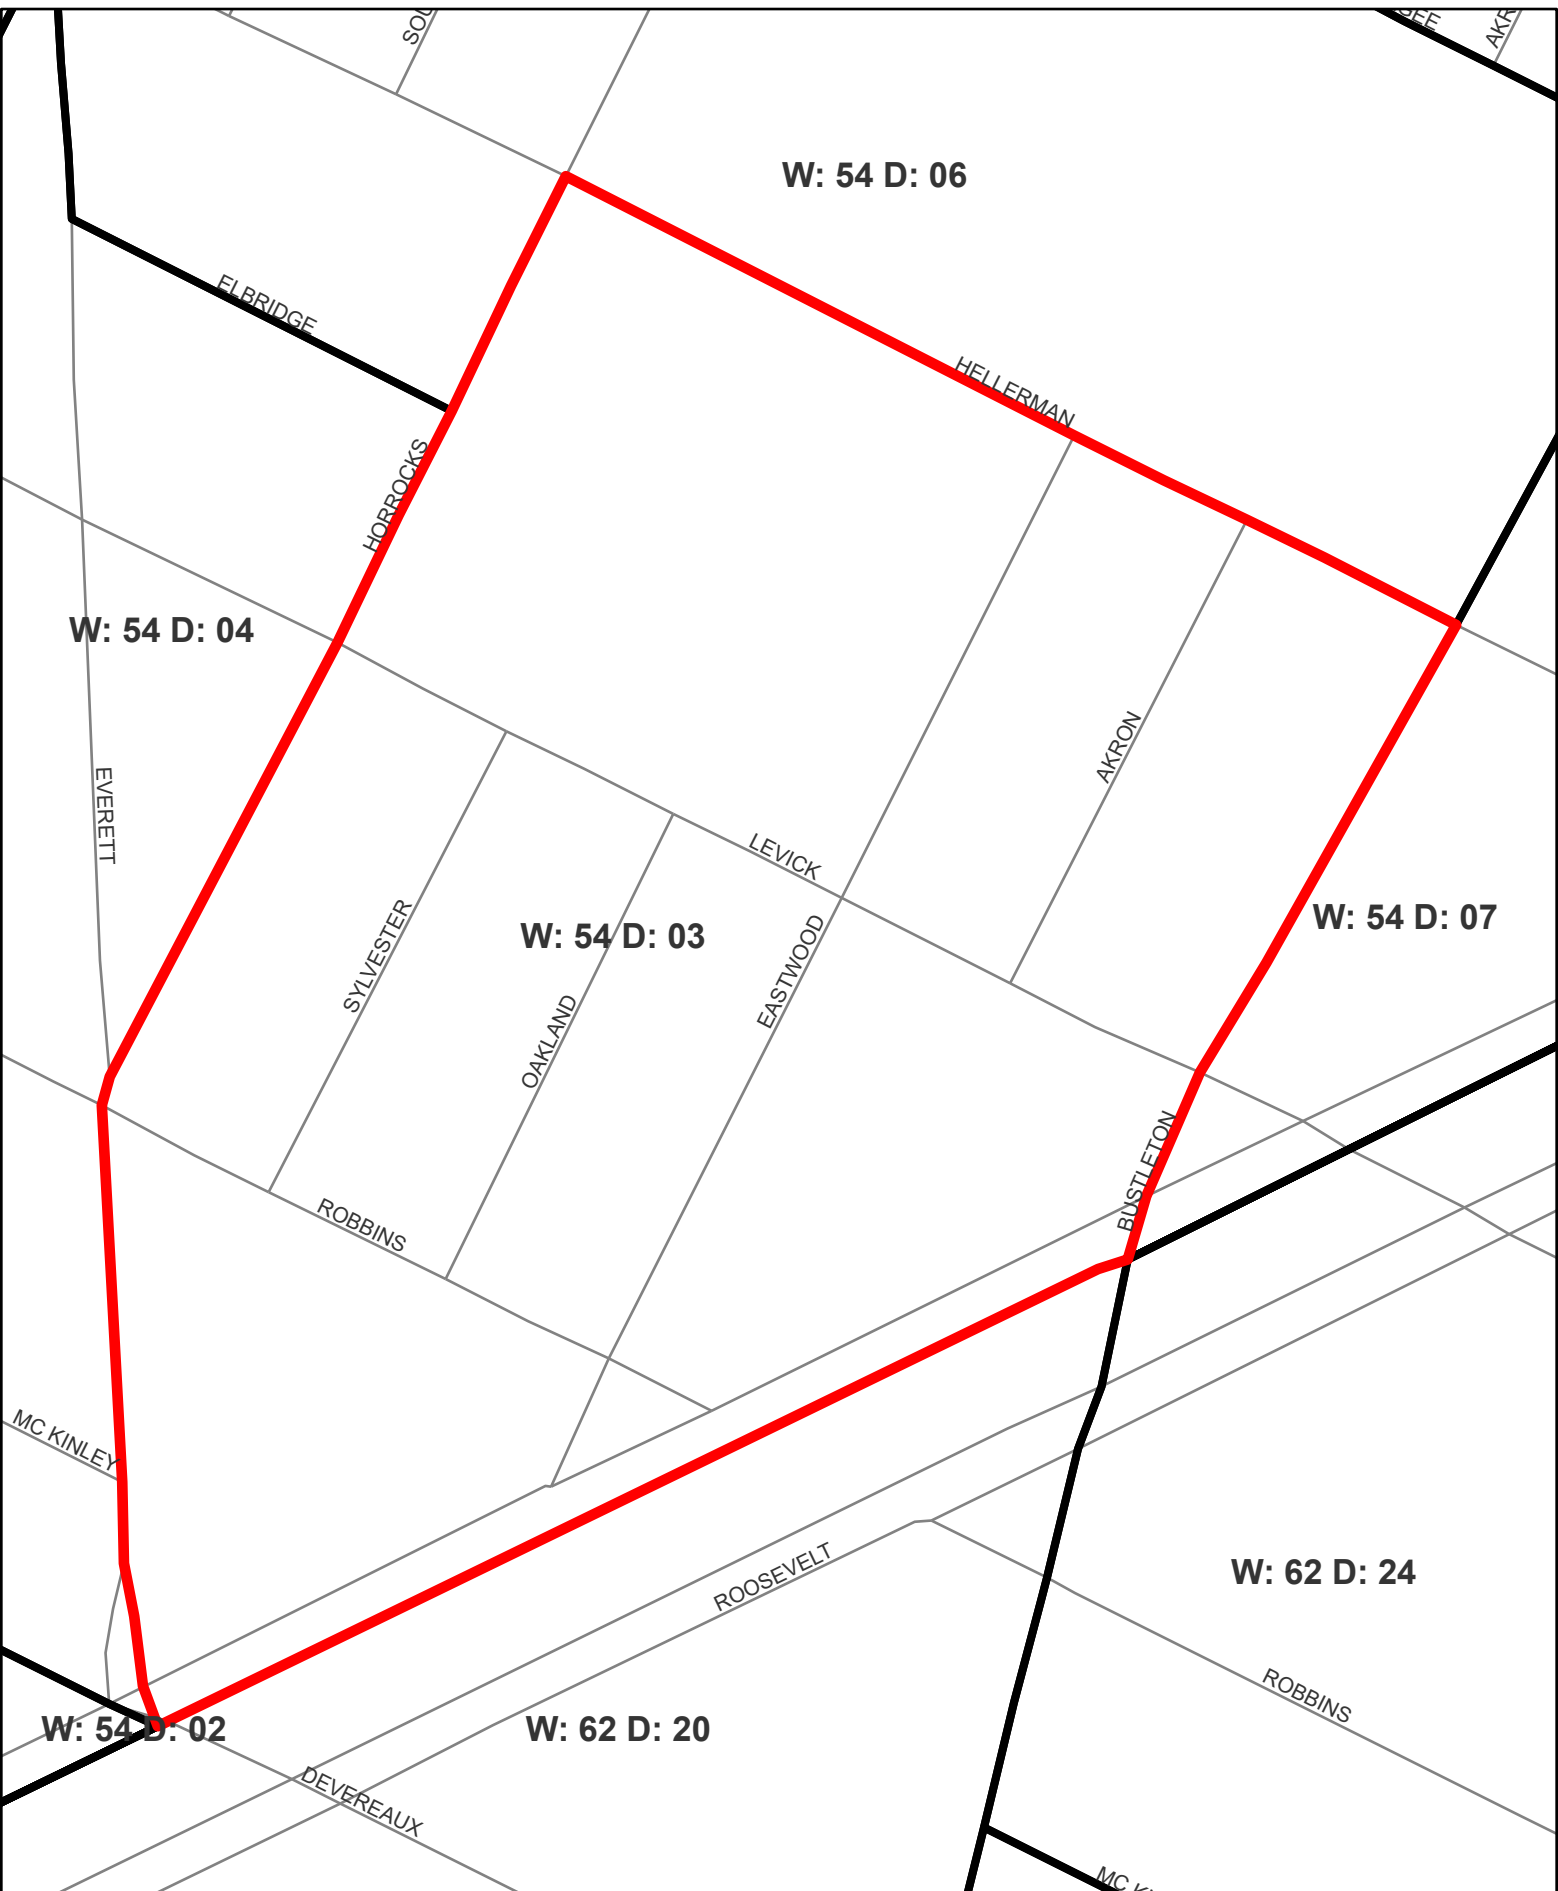 W: 54 D: 06
ELBRIDGE
HELLERMAN
HORROCKS
W: 54 D: 04
AKRON
EVERETT
LEVICK
W: 54 D: 07
SYLVESTER
W: 54 D: 03
EASTWOOD
OAKLAND
BUSTLETON
ROBBINS
MC KINLEY
ROOSEVELT
W: 62 D: 24
ROBBINS
W: 54 D: 02
W: 62 D: 20
DEVEREAUX